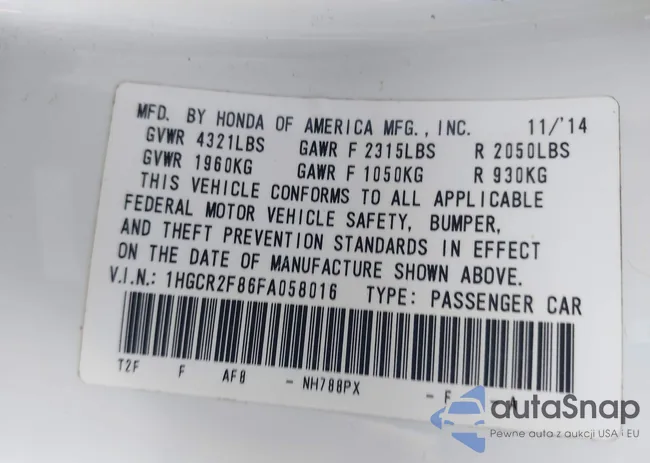 MFD. BY HONDA OF AMERICA MFG., INC. 11/'14
GVWR 4321LBS GAWR F 2315LBS R 2050LBS
GVWR 1960KG GAWR F 1050KG R 930KG
THIS VEHICLE CONFORMS TO ALL APPLICABLE
FEDERAL MOTOR VEHICLE SAFETY, BUMPER,
AND THEFT PREVENTION STANDARDS IN EFFECT
ON THE DATE OF MANUFACTURE SHOWN ABOVE.
V.I.N.: 1HGCR2F86FA058016 TYPE: PASSENGER CAR
T2F F AF8 - NH788PX - F - A
autaSnap
Pewne auta z aukcji USA i EU